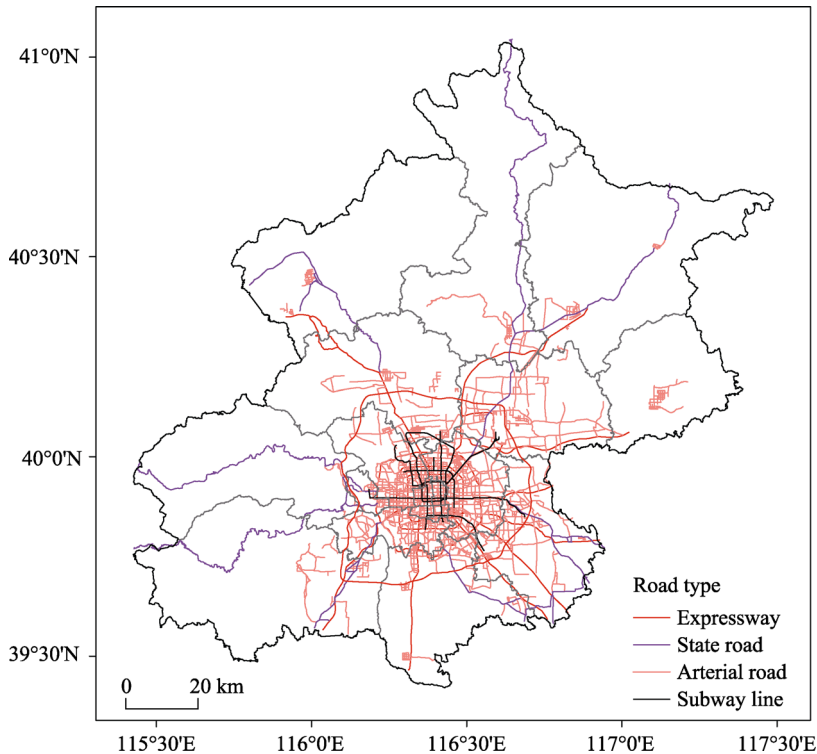 41°0'N
40°30'N
40°0'N
39°30'N
Road type
Expressway
State road
Arterial road
Subway line
0 20 km
115°30'E 116°0'E 116°30'E 117°0'E 117°30'E